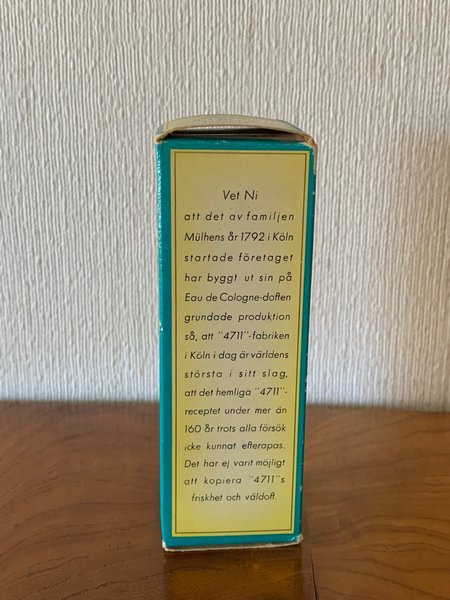 Vet Ni
att det av familjen
Mülhens år 1792 i Köln
startade företaget
har byggt ut sin på
Eau de Cologne-doften
grundade produktion
så, att "4711"-fabriken
i Köln i dag är världens
största i sitt slag,
att det hemliga "4711"-
receptet under mer än
160 år trots alla försök
icke kunnat efterapas.
Det har ej varit möjligt
att kopiera "4711"s
friskhet och väldoft.